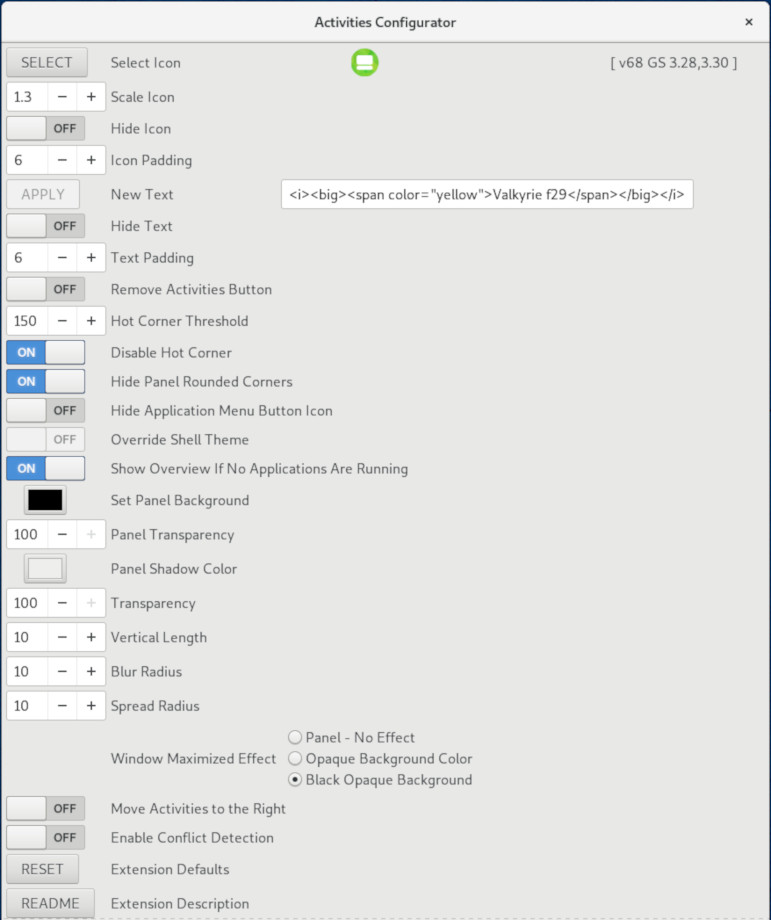 Activities Configurator ×
SELECT Select Icon [ v68 GS 3.28,3.30 ]
1.3 − + Scale Icon
OFF Hide Icon
6 − + Icon Padding
APPLY New Text <i><big><span color="yellow">Valkyrie f29</span></big></i>
OFF Hide Text
6 − + Text Padding
OFF Remove Activities Button
150 − + Hot Corner Threshold
ON Disable Hot Corner
ON Hide Panel Rounded Corners
OFF Hide Application Menu Button Icon
OFF Override Shell Theme
ON Show Overview If No Applications Are Running
Set Panel Background
100 − + Panel Transparency
Panel Shadow Color
100 − + Transparency
10 − + Vertical Length
10 − + Blur Radius
10 − + Spread Radius
Panel - No Effect
Window Maximized Effect Opaque Background Color
Black Opaque Background
OFF Move Activities to the Right
OFF Enable Conflict Detection
RESET Extension Defaults
README Extension Description